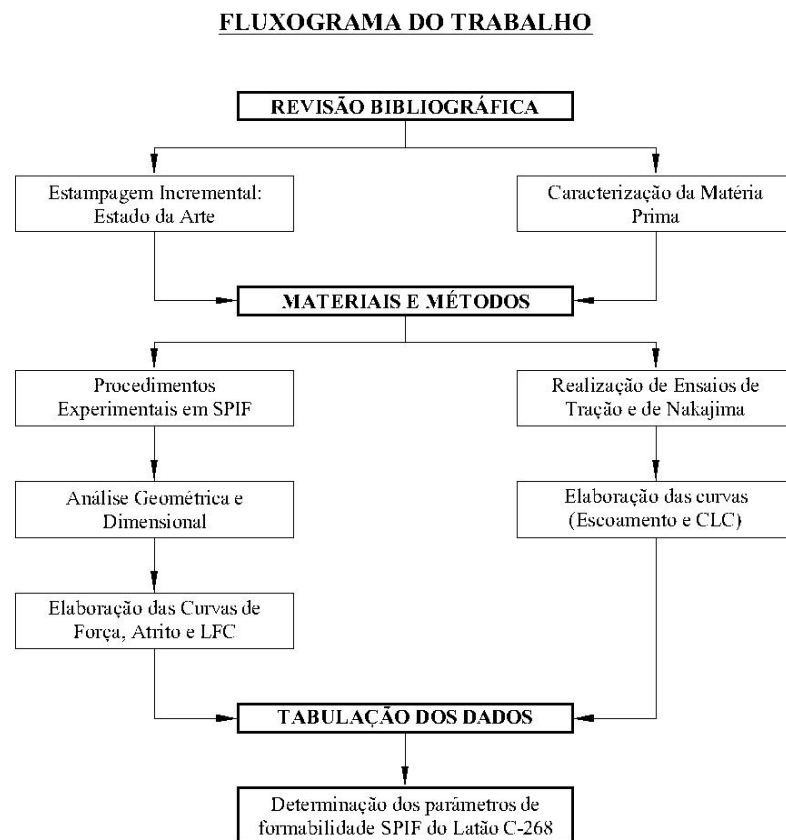 FLUXOGRAMA DO TRABALHO
REVISÃO BIBLIOGRÁFICA
Estampagem Incremental:
Estado da Arte
Caracterização da Matéria
Prima
MATERIAIS E MÉTODOS
Procedimentos
Experimentais em SPIF
Realização de Ensaios de
Tração e de Nakajima
Análise Geométrica e
Dimensional
Elaboração das curvas
(Escoamento e CLC)
Elaboração das Curvas de
Força, Atrito e LFC
TABULAÇÃO DOS DADOS
Determinação dos parâmetros de
formabilidade SPIF do Latão C-268